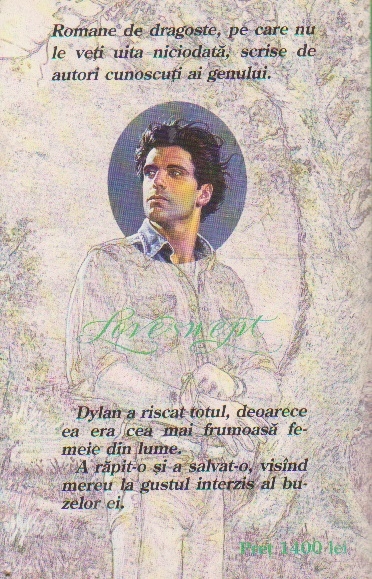 Romane de dragoste, pe care nu
le veți uita niciodată, scrise de
autori cunoscuți ai genului.
Loveswept
Dylan a riscat totul, deoarece
ea era cea mai frumoasă fe-
meie din lume.
A răpit-o și a salvat-o, visînd
mereu la gustul interzis al bu-
zelor ei.
Preț 1400 lei